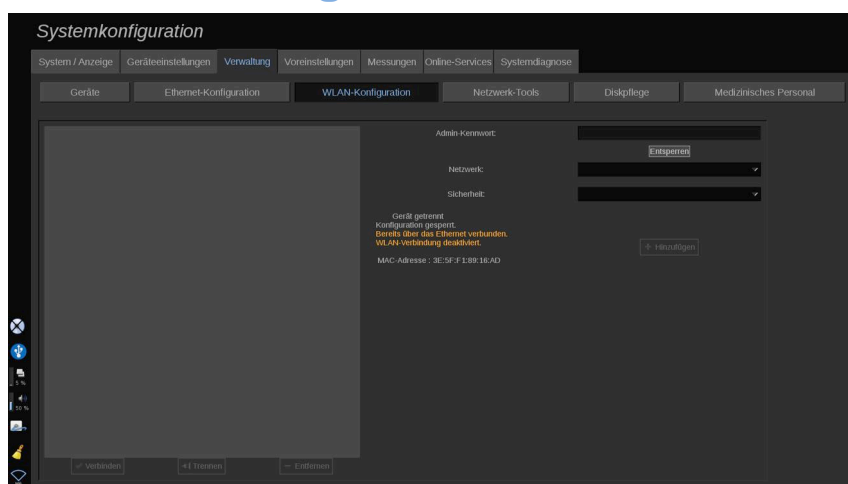 Systemkonfiguration
System / Anzeige Geräteeinstellungen Verwaltung Voreinstellungen Messungen Online-Services Systemdiagnose
Geräte Ethernet-Konfiguration WLAN-Konfiguration Netzwerk-Tools Diskpflege Medizinisches Personal
Admin-Kennwort:
Entsperren
Netzwerk:
Sicherheit:
Gerät getrennt
Konfiguration gesperrt.
Bereits über das Ethernet verbunden.
WLAN-Verbindung deaktiviert.
+ Hinzufügen
MAC-Adresse : 3E:5F:F1:89:16:AD
5 %
50 %
Verbinden Trennen Entfernen